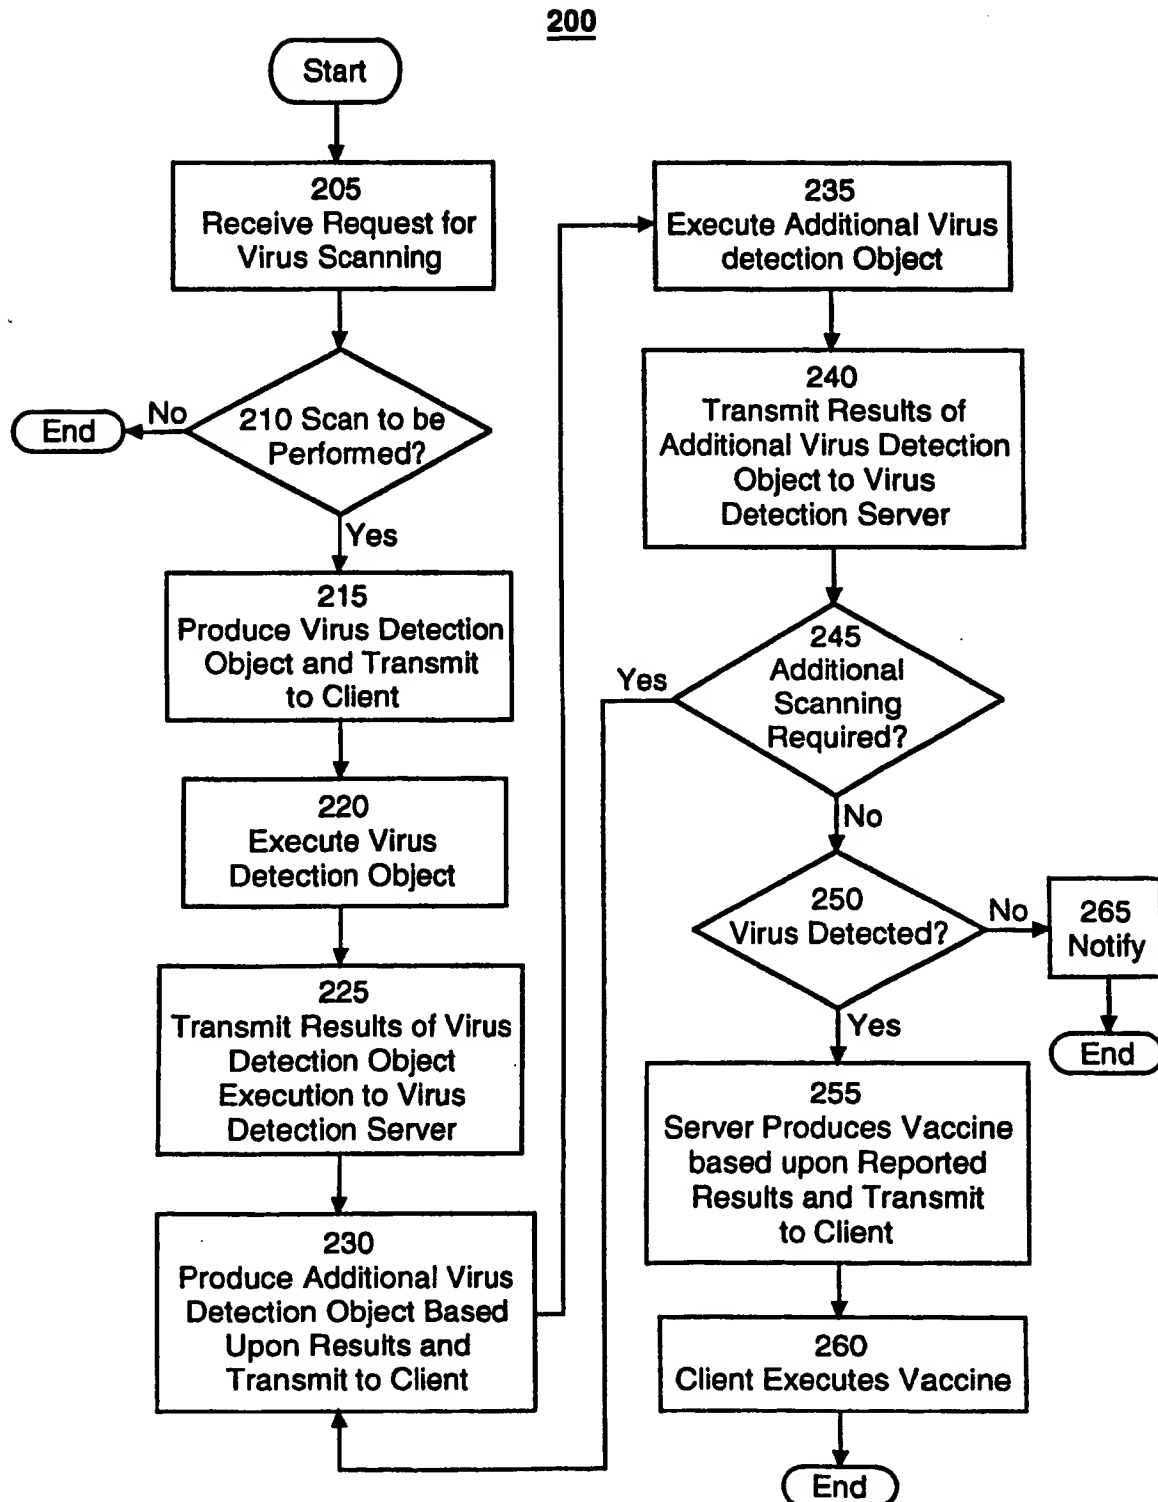 200
Start
205
Receive Request for
Virus Scanning
210 Scan to be
Performed?
No
End
Yes
215
Produce Virus Detection
Object and Transmit
to Client
220
Execute Virus
Detection Object
225
Transmit Results of Virus
Detection Object
Execution to Virus
Detection Server
230
Produce Additional Virus
Detection Object Based
Upon Results and
Transmit to Client
235
Execute Additional Virus
detection Object
240
Transmit Results of
Additional Virus Detection
Object to Virus
Detection Server
245
Additional
Scanning
Required?
Yes
No
250
Virus Detected?
No
265
Notify
End
Yes
255
Server Produces Vaccine
based upon Reported
Results and Transmit
to Client
260
Client Executes Vaccine
End